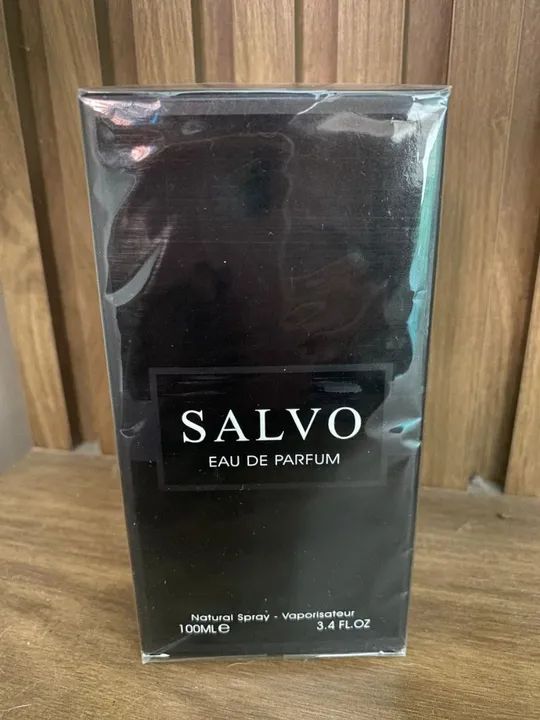 SALVO
EAU DE PARFUM
Natural Spray - Vaporisateur
100ML℮ 3.4 FL.OZ